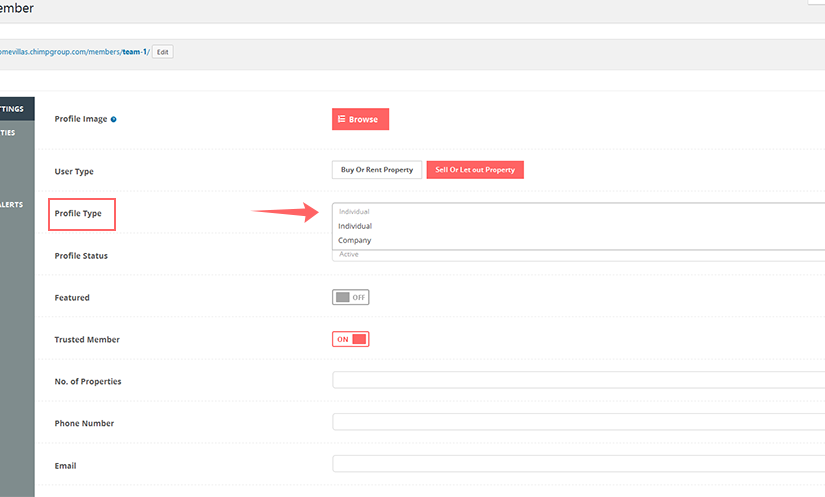 ember
omevillas.chimpgroup.com/members/team-1/ Edit
TTINGS
TIES
ALERTS
Profile Image ? Browse
User Type Buy Or Rent Property Sell Or Let out Property
Profile Type Individual
Individual
Company
Profile Status Active
Featured OFF
Trusted Member ON
No. of Properties
Phone Number
Email